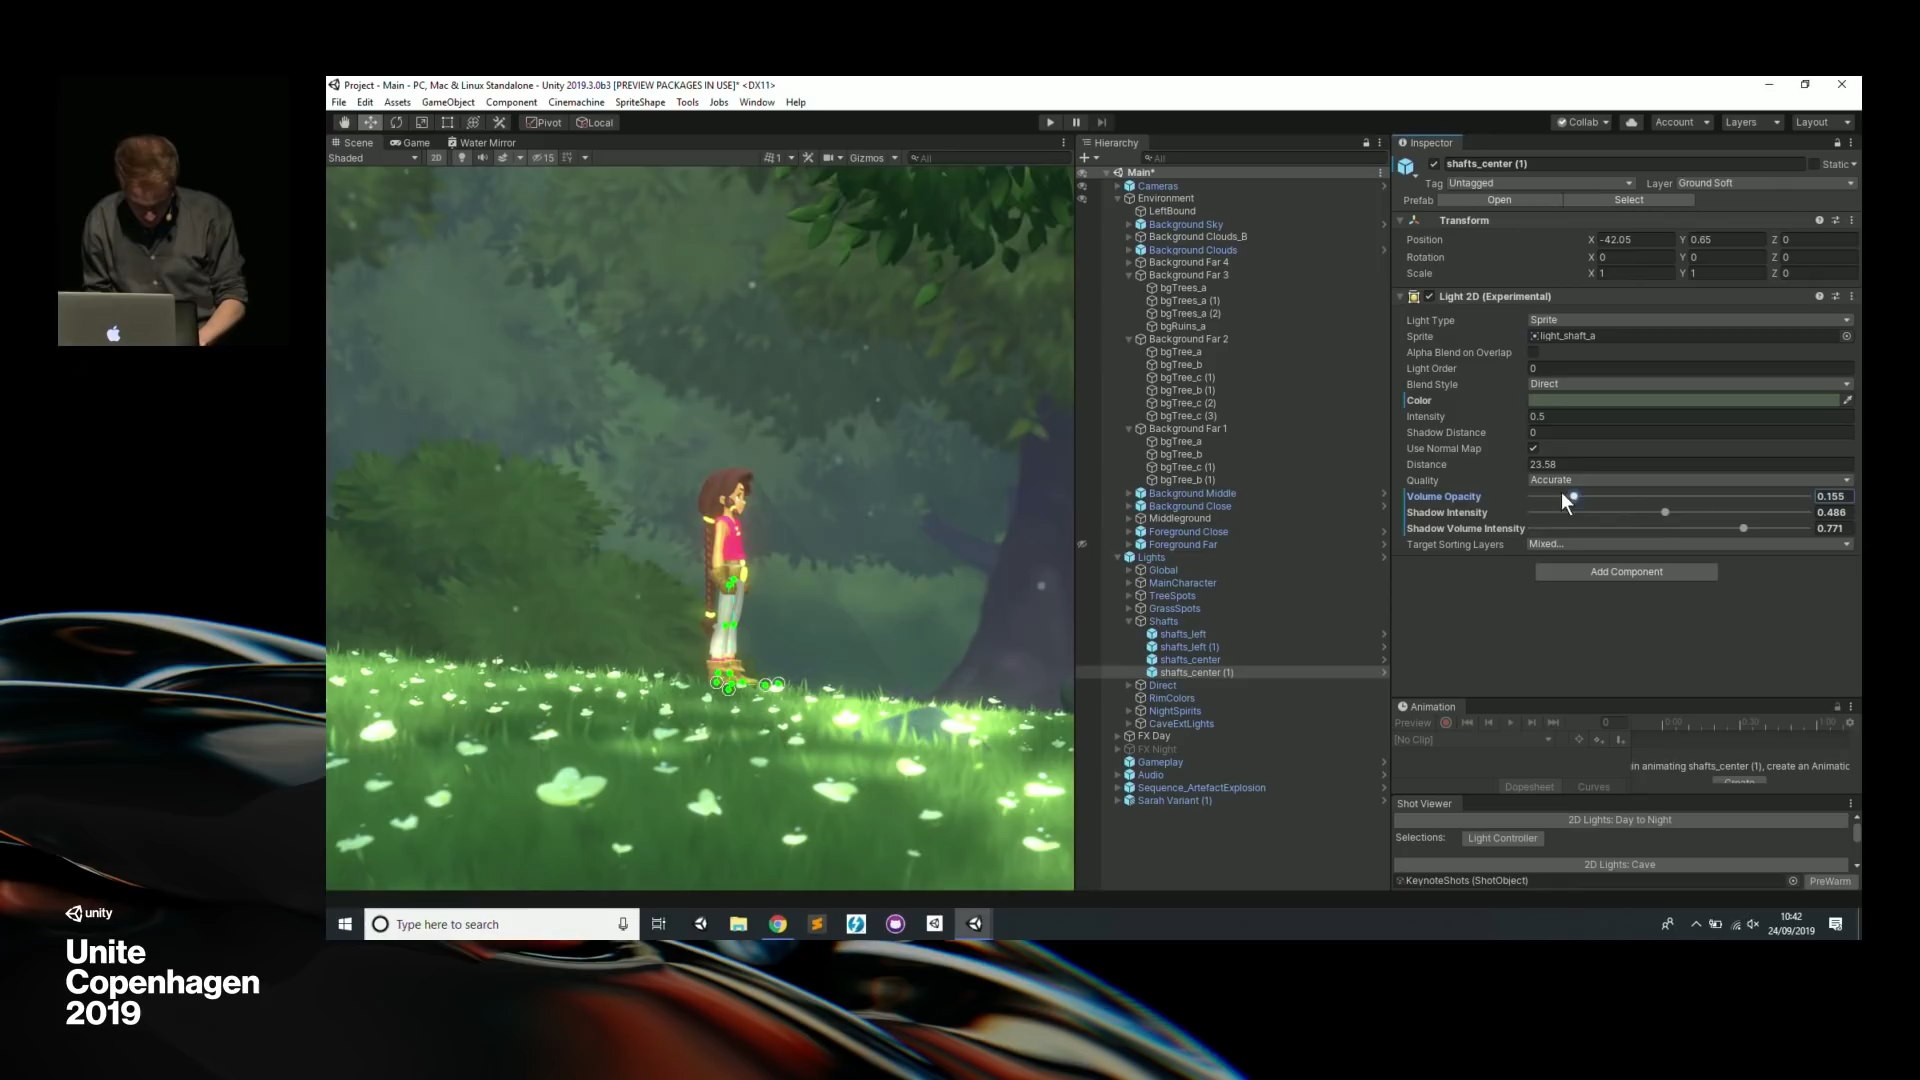 Project - Main - PC, Mac & Linux Standalone - Unity 2019.3.0b3 [PREVIEW PACKAGES IN USE]* <DX11>
File Edit Assets GameObject Component Cinemachine SpriteShape Tools Jobs Window Help
Pivot Local
Collab Account Layers Layout
Scene Game Water Mirror
Shaded 2D 15 1 Gizmos All
Hierarchy
All
Main*
Cameras
Environment
LeftBound
Background Sky
Background Clouds_B
Background Clouds
Background Far 4
Background Far 3
bgTrees_a
bgTrees_a (1)
bgTrees_a (2)
bgRuins_a
Background Far 2
bgTree_a
bgTree_b
bgTree_c (1)
bgTree_b (1)
bgTree_c (2)
bgTree_c (3)
Background Far 1
bgTree_a
bgTree_b
bgTree_c (1)
bgTree_b (1)
Background Middle
Background Close
Middleground
Foreground Close
Foreground Far
Lights
Global
MainCharacter
TreeSpots
GrassSpots
Shafts
shafts_left
shafts_left (1)
shafts_center
shafts_center (1)
Direct
RimColors
NightSpirits
CaveExtLights
FX Day
FX Night
Gameplay
Audio
Sequence_ArtefactExplosion
Sarah Variant (1)
Inspector
shafts_center (1) Static
Tag Untagged Layer Ground Soft
Prefab Open Select
Transform
Position X -42.05 Y 0.65 Z 0
Rotation X 0 Y 0 Z 0
Scale X 1 Y 1 Z 0
Light 2D (Experimental)
Light Type Sprite
Sprite light_shaft_a
Alpha Blend on Overlap
Light Order 0
Blend Style Direct
Color
Intensity 0.5
Shadow Distance 0
Use Normal Map
Distance 23.58
Quality Accurate
Volume Opacity 0.155
Shadow Intensity 0.486
Shadow Volume Intensity 0.771
Target Sorting Layers Mixed...
Add Component
Animation
Preview 0 0:00 0:30 1:00
[No Clip]
in animating shafts_center (1), create an Animatic
Create
Dopesheet Curves
Shot Viewer
2D Lights: Day to Night
Selections: Light Controller
2D Lights: Cave
KeynoteShots (ShotObject) PreWarm
Type here to search
10:42
24/09/2019
unity
Unite
Copenhagen
2019